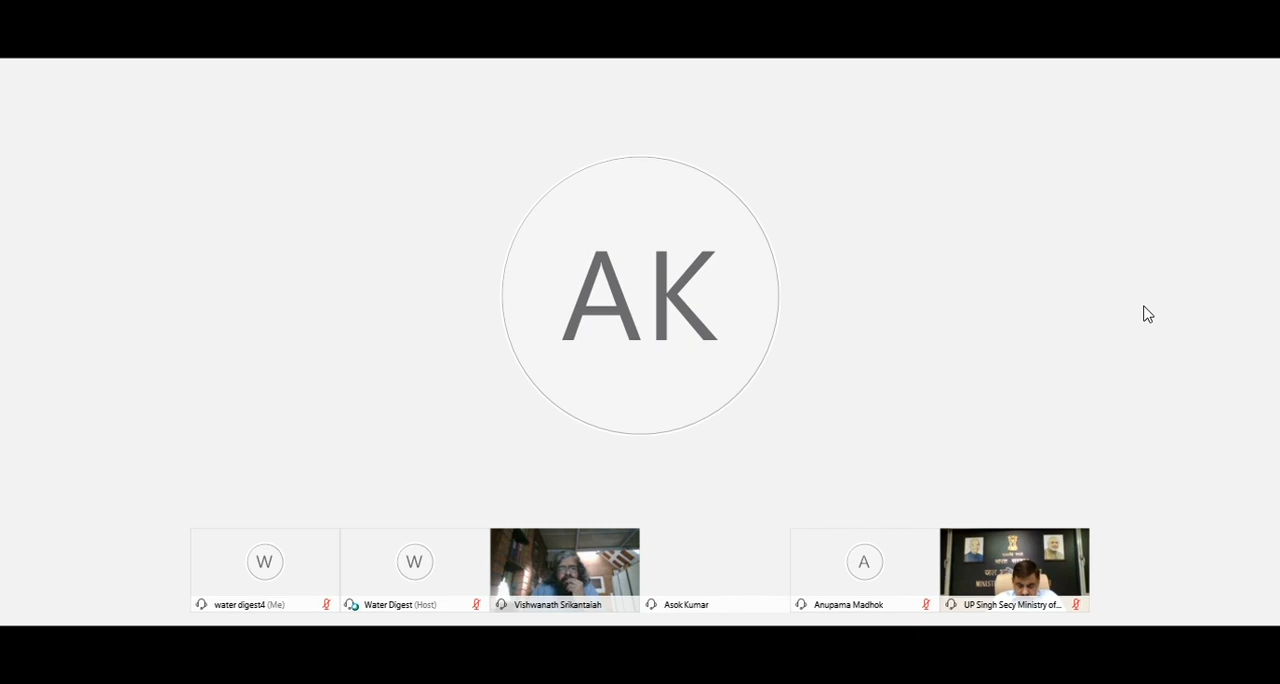 AK
W
W
A
water digest4 (Me)
Water Digest (Host)
Vishwanath Srikantaiah
Asok Kumar
Anupama Madhok
UP Singh Secy Ministry of...